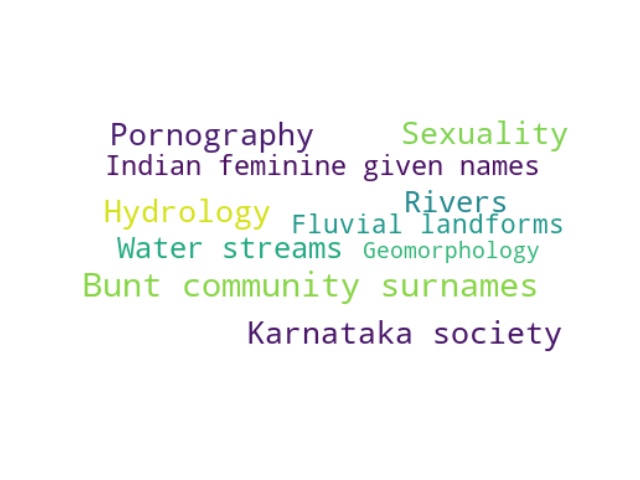 Pornography
Sexuality
Indian feminine given names
Hydrology
Rivers
Fluvial landforms
Water streams
Geomorphology
Bunt community surnames
Karnataka society